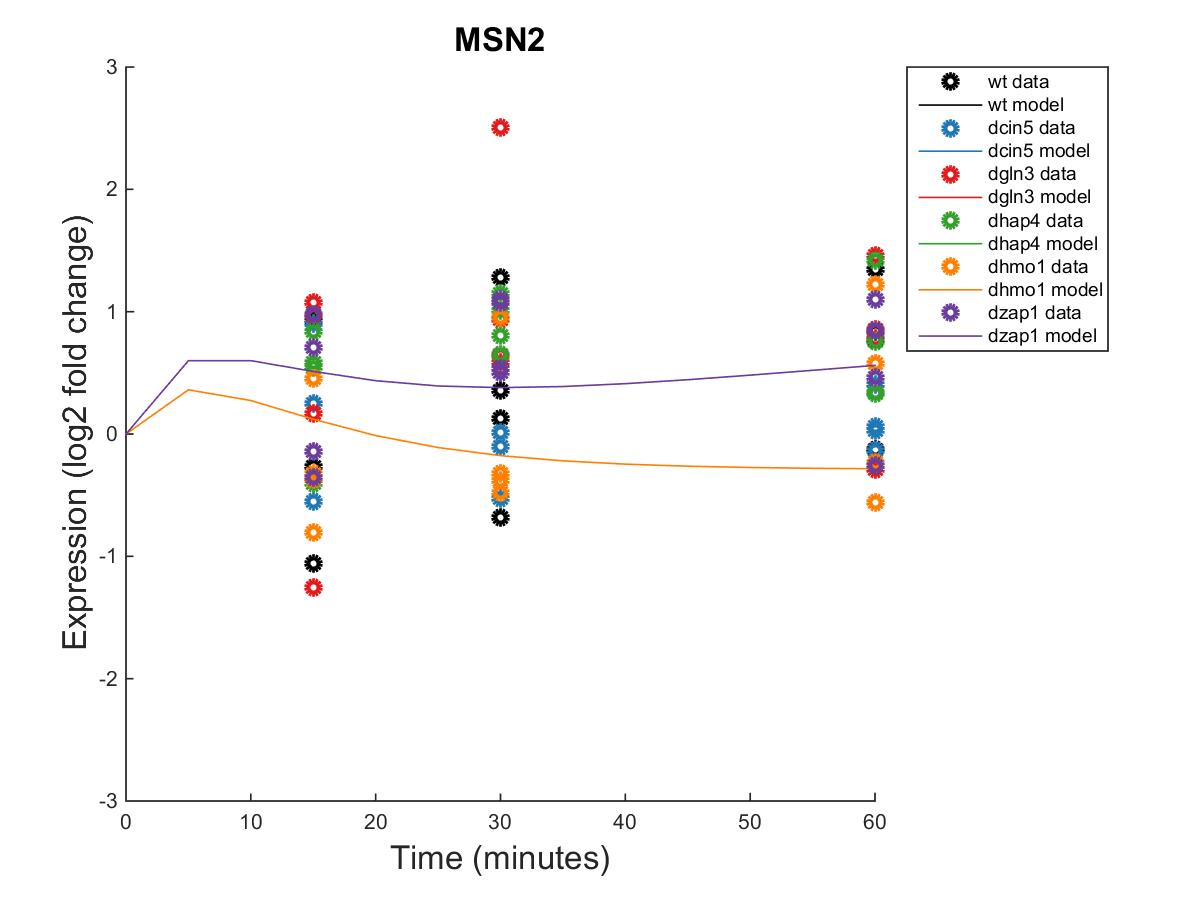 MSN2
3
2
1
0
-1
-2
-3
Expression (log2 fold change)
0 10 20 30 40 50 60
Time (minutes)
wt data
wt model
dcin5 data
dcin5 model
dgln3 data
dgln3 model
dhap4 data
dhap4 model
dhmo1 data
dhmo1 model
dzap1 data
dzap1 model